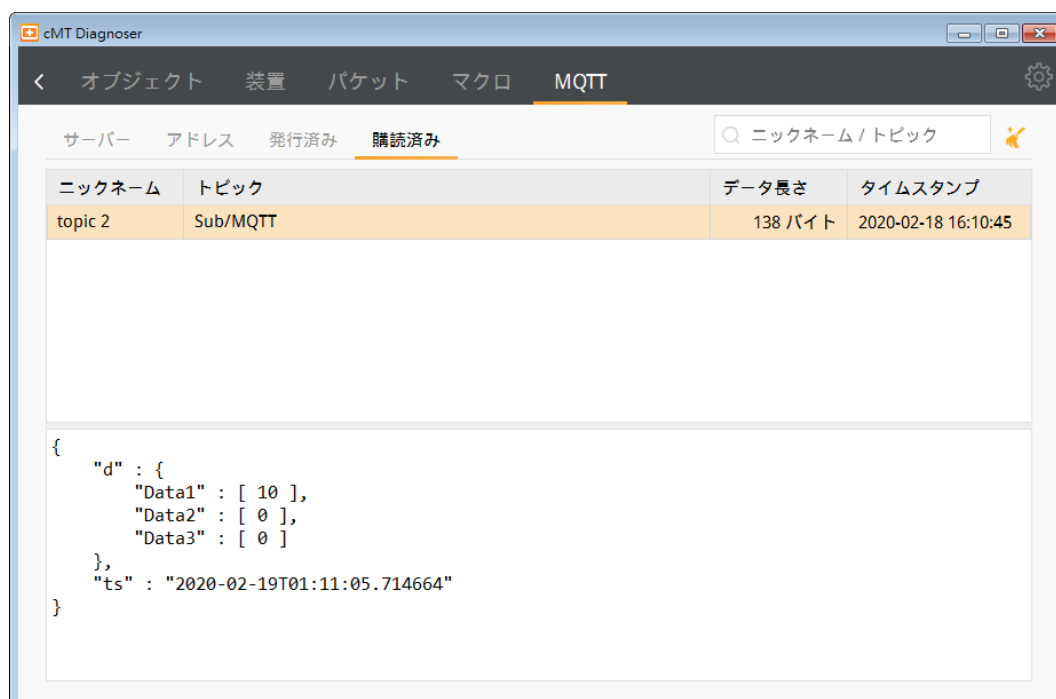 cMT Diagnoser
オブジェクト 装置 パケット マクロ MQTT
サーバー アドレス 発行済み 購読済み ニックネーム / トピック
ニックネーム トピック データ長さ タイムスタンプ
topic 2 Sub/MQTT 138 バイト 2020-02-18 16:10:45
{
"d" : {
"Data1" : [ 10 ],
"Data2" : [ 0 ],
"Data3" : [ 0 ]
},
"ts" : "2020-02-19T01:11:05.714664"
}